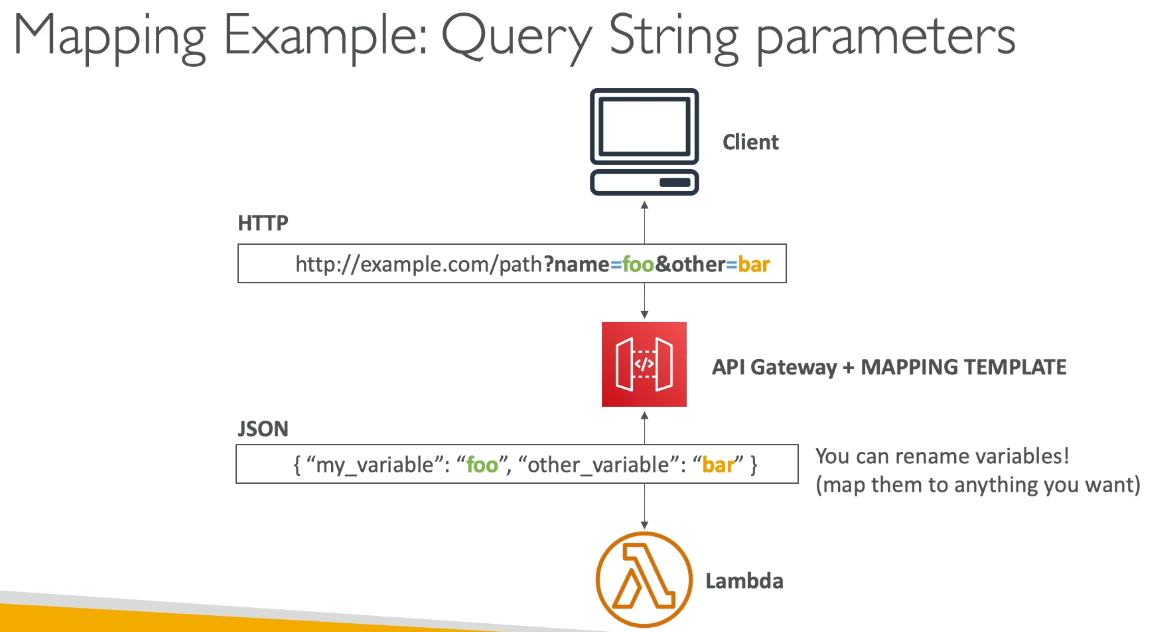 Mapping Example: Query String parameters
Client
HTTP
http://example.com/path?name=foo&other=bar
</>
API Gateway + MAPPING TEMPLATE
JSON
{ “my_variable”: “foo”, “other_variable”: “bar” }
You can rename variables!
(map them to anything you want)
Lambda